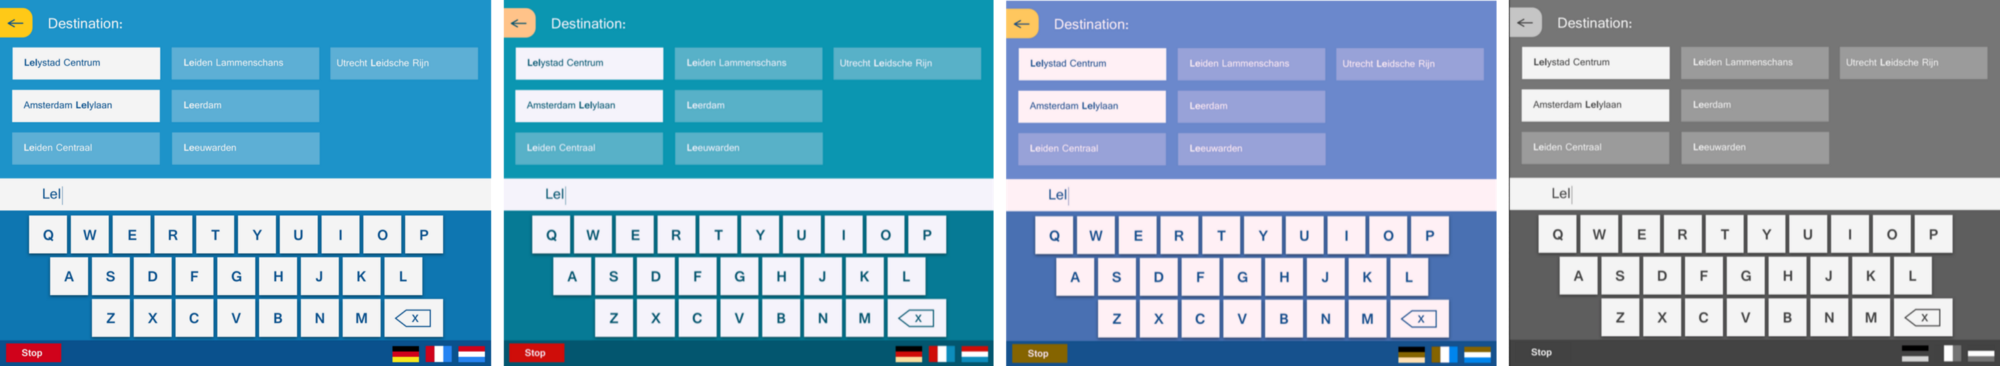 Destination:
Lelystad Centrum Leiden Lammenschans Utrecht Leidsche Rijn
Amsterdam Lelylaan Leerdam
Leiden Centraal Leeuwarden
Lel
Q W E R T Y U I O P
A S D F G H J K L
Z X C V B N M X
Stop
Destination:
Lelystad Centrum Leiden Lammenschans Utrecht Leidsche Rijn
Amsterdam Lelylaan Leerdam
Leiden Centraal Leeuwarden
Lel
Q W E R T Y U I O P
A S D F G H J K L
Z X C V B N M X
Stop
Destination:
Lelystad Centrum Leiden Lammenschans Utrecht Leidsche Rijn
Amsterdam Lelylaan Leerdam
Leiden Centraal Leeuwarden
Lel
Q W E R T Y U I O P
A S D F G H J K L
Z X C V B N M X
Stop
Destination:
Lelystad Centrum Leiden Lammenschans Utrecht Leidsche Rijn
Amsterdam Lelylaan Leerdam
Leiden Centraal Leeuwarden
Lel
Q W E R T Y U I O P
A S D F G H J K L
Z X C V B N M X
Stop